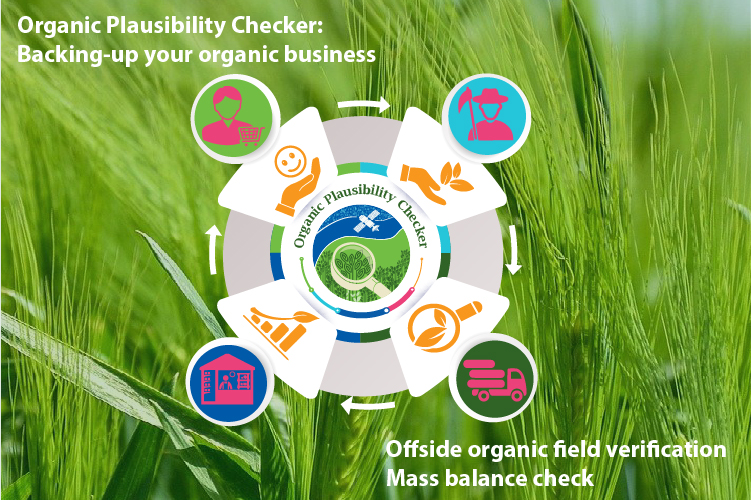 Organic Plausibility Checker:
Backing-up your organic business
Organic Plausibility Checker
Offside organic field verification
Mass balance check